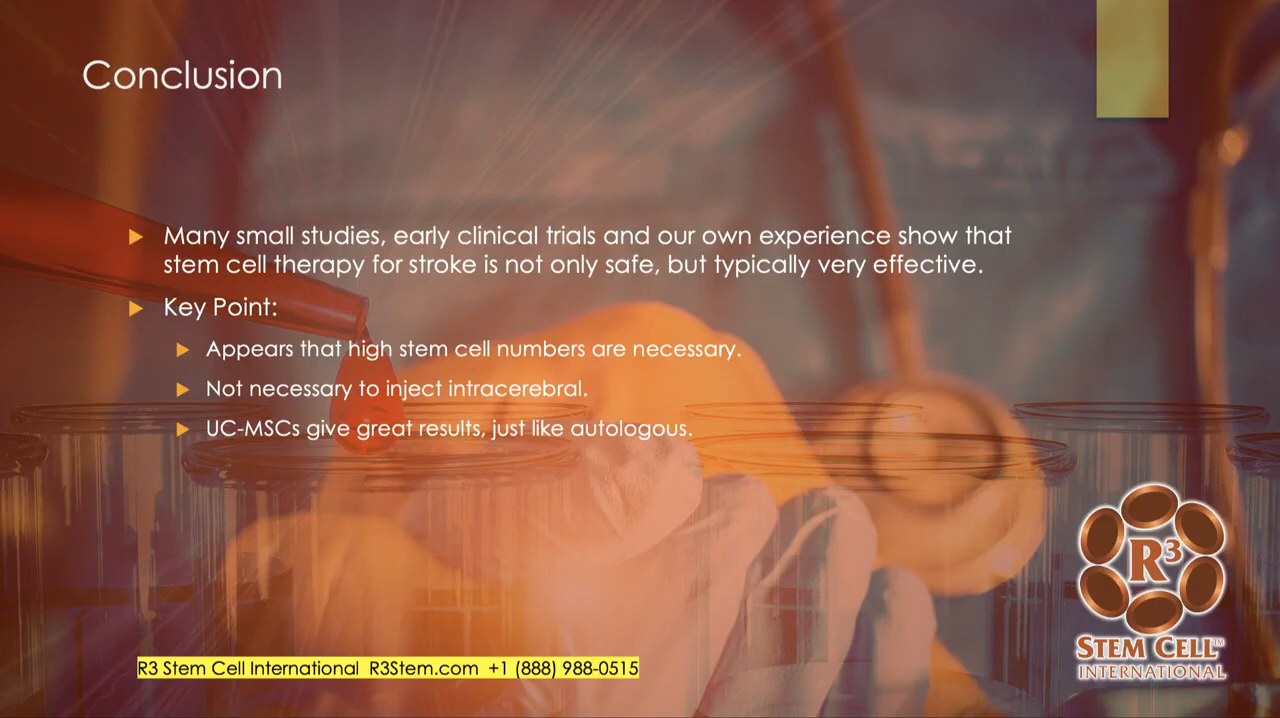 Conclusion
Many small studies, early clinical trials and our own experience show that
stem cell therapy for stroke is not only safe, but typically very effective.
Key Point:
Appears that high stem cell numbers are necessary.
Not necessary to inject intracerebral.
UC-MSCs give great results, just like autologous.
R3
STEM CELL™
INTERNATIONAL
R3 Stem Cell International R3Stem.com +1 (888) 988-0515